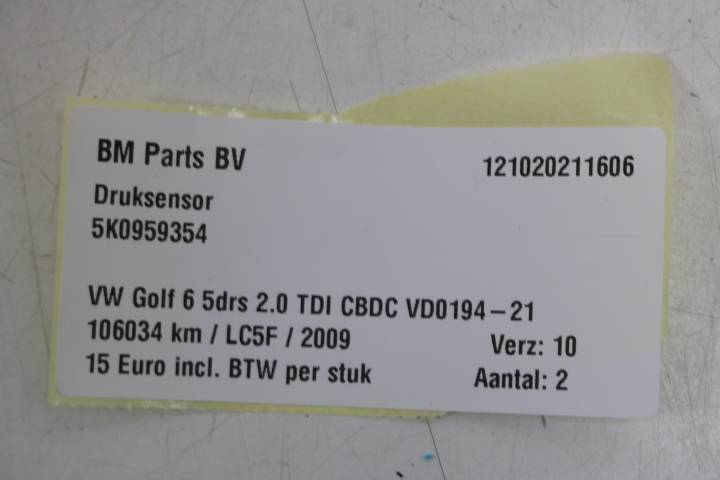 BM Parts BV 121020211606
Druksensor
5K0959354
VW Golf 6 5drs 2.0 TDI CBDC VD0194-21
106034 km / LC5F / 2009 Verz: 10
15 Euro incl. BTW per stuk Aantal: 2